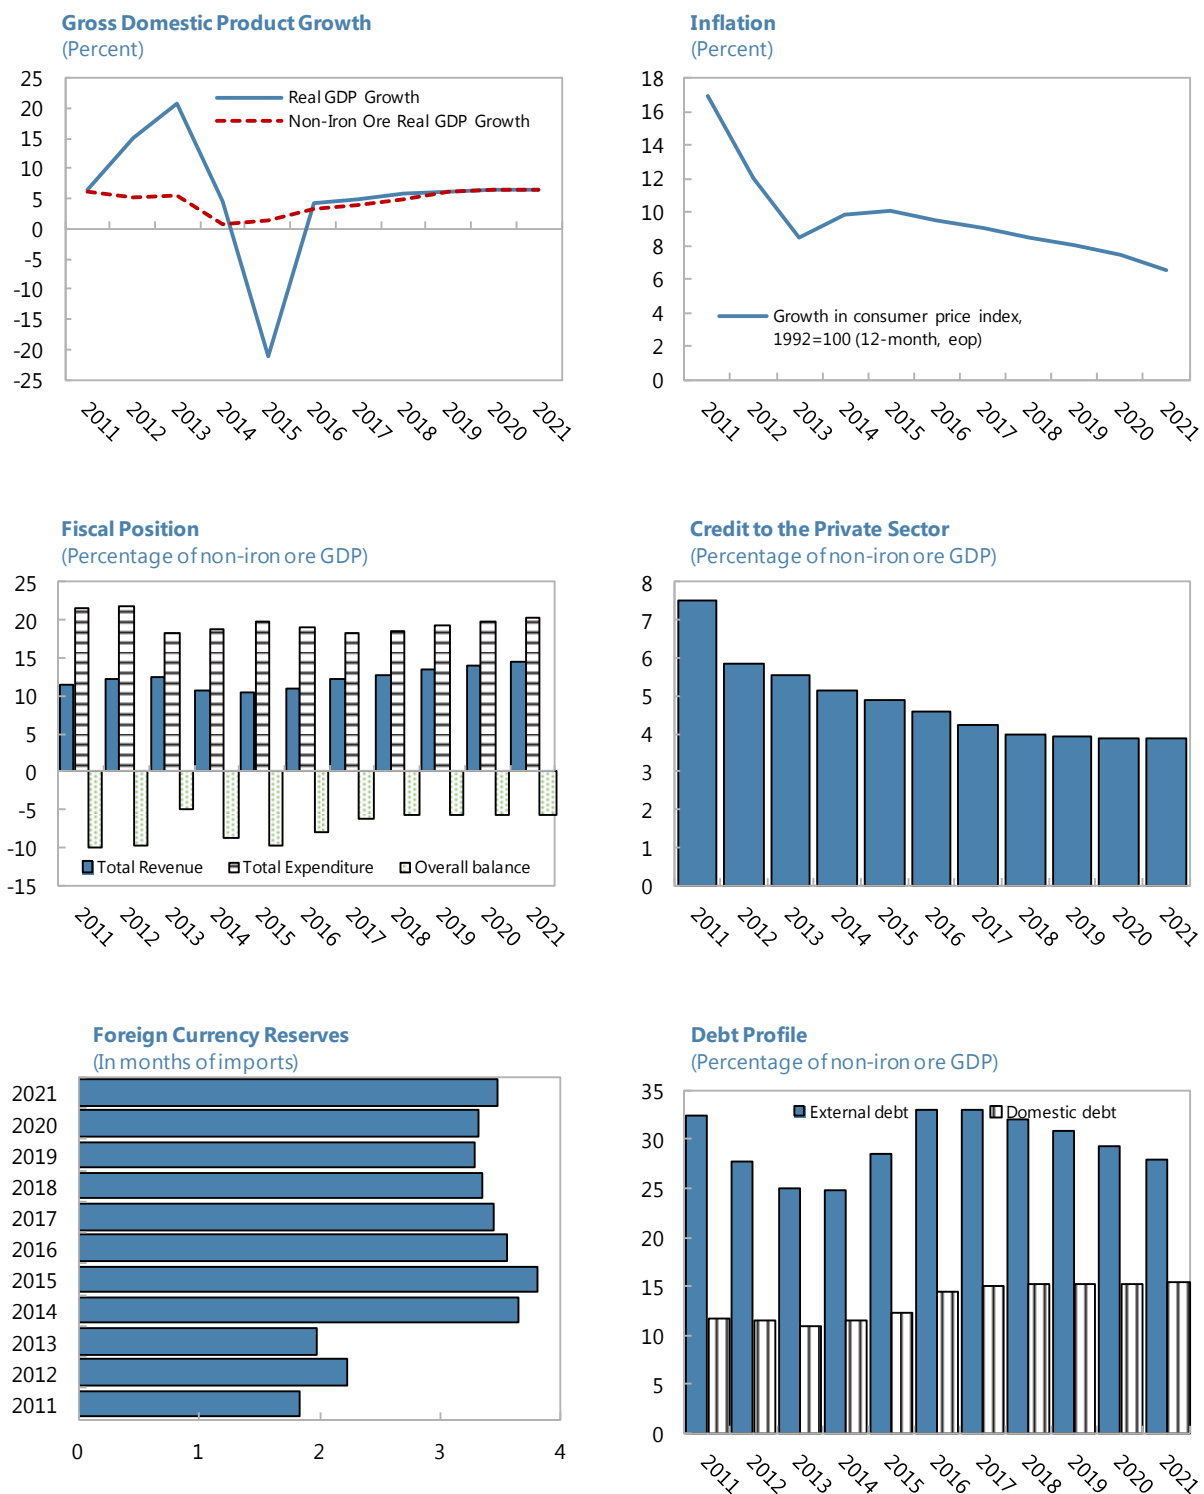 Gross Domestic Product Growth
(Percent)
25
20
15
10
5
0
-5
-10
-15
-20
-25
Real GDP Growth
Non-Iron Ore Real GDP Growth
2011 2012 2013 2014 2015 2016 2017 2018 2019 2020 2021
Inflation
(Percent)
18
16
14
12
10
8
6
4
2
0
Growth in consumer price index,
1992=100 (12-month, eop)
2011 2012 2013 2014 2015 2016 2017 2018 2019 2020 2021
Fiscal Position
(Percentage of non-iron ore GDP)
25
20
15
10
5
0
-5
-10
-15
Total Revenue Total Expenditure Overall balance
2011 2012 2013 2014 2015 2016 2017 2018 2019 2020 2021
Credit to the Private Sector
(Percentage of non-iron ore GDP)
8
7
6
5
4
3
2
1
0
2011 2012 2013 2014 2015 2016 2017 2018 2019 2020 2021
Foreign Currency Reserves
(In months of imports)
2021
2020
2019
2018
2017
2016
2015
2014
2013
2012
2011
0 1 2 3 4
Debt Profile
(Percentage of non-iron ore GDP)
35
30
25
20
15
10
5
0
External debt Domestic debt
2011 2012 2013 2014 2015 2016 2017 2018 2019 2020 2021